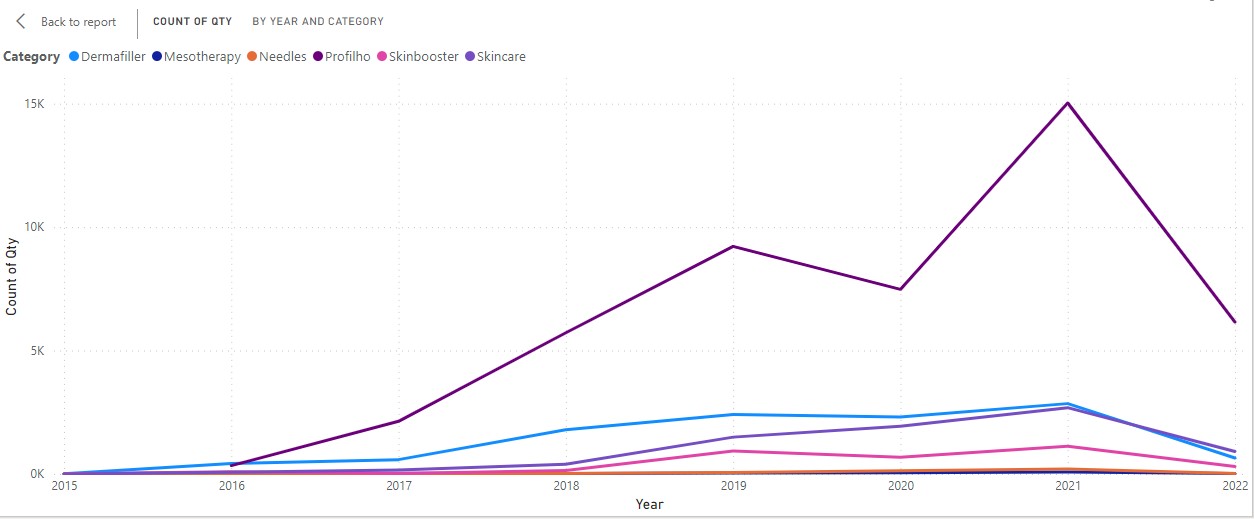 Back to report
COUNT OF QTY BY YEAR AND CATEGORY
Category Dermafiller Mesotherapy Needles Profilho Skinbooster Skincare
Count of Qty
15K
10K
5K
0K
2015 2016 2017 2018 2019 2020 2021 2022
Year